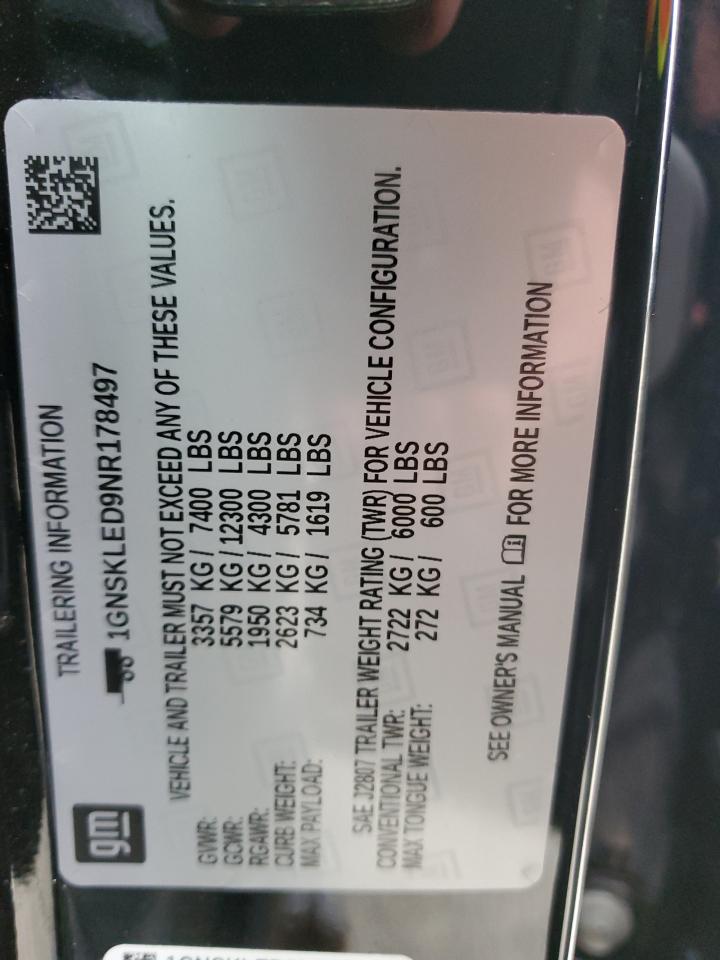 gm
TRAILERING INFORMATION
1GNSKLED9NR178497
VEHICLE AND TRAILER MUST NOT EXCEED ANY OF THESE VALUES.
GVWR: 3357 KG / 7400 LBS
GCWR: 5579 KG / 12300 LBS
RGAWR: 1950 KG / 4300 LBS
CURB WEIGHT: 2623 KG / 5781 LBS
MAX PAYLOAD: 734 KG / 1619 LBS
SAE J2807 TRAILER WEIGHT RATING (TWR) FOR VEHICLE CONFIGURATION.
CONVENTIONAL TWR: 2722 KG / 6000 LBS
MAX TONGUE WEIGHT: 272 KG / 600 LBS
SEE OWNER'S MANUAL FOR MORE INFORMATION